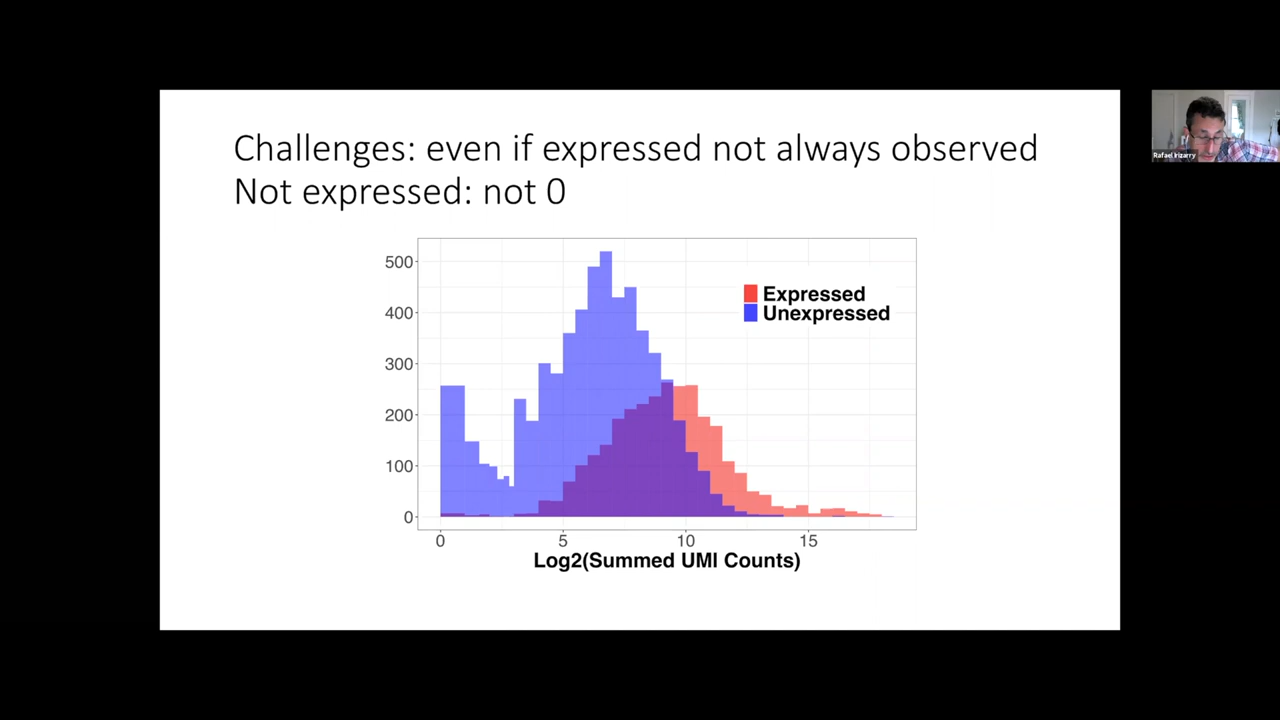 Challenges: even if expressed not always observed
Not expressed: not 0
500
400
300
200
100
0
Expressed
Unexpressed
0 5 10 15
Log2(Summed UMI Counts)
Rafael Irizarry